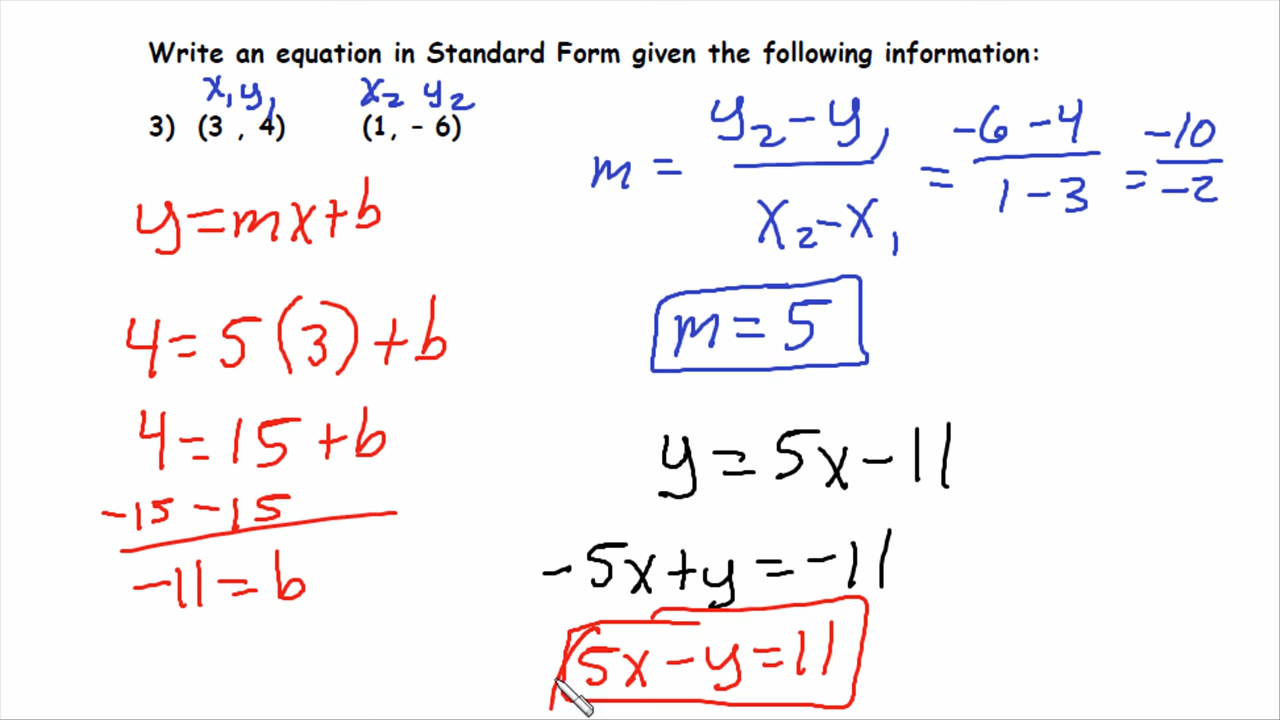 Write an equation in Standard Form given the following information:
x₁ y₁ x₂ y₂
3) (3 , 4) (1, - 6)
y = mx + b
4 = 5 (3) + b
4 = 15 + b
-15 -15
-11 = b
m = y₂ - y₁ / x₂ - x₁ = -6 - 4 / 1 - 3 = -10 / -2
m = 5
y = 5x - 11
-5x + y = -11
5x - y = 11